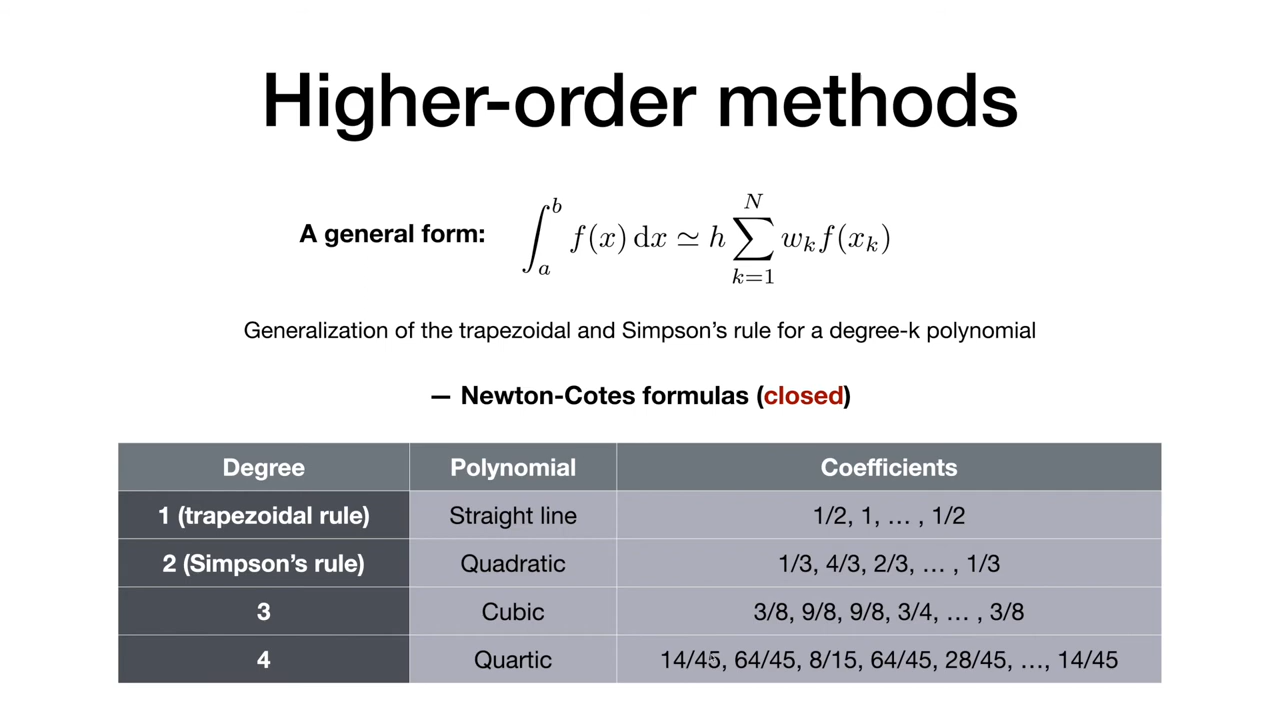 Higher-order methods
A general form: ∫_a^b f(x) dx ≃ h ∑_{k=1}^{N} w_k f(x_k)
Generalization of the trapezoidal and Simpson’s rule for a degree-k polynomial
— Newton-Cotes formulas (closed)
Degree Polynomial Coefficients
1 (trapezoidal rule) Straight line 1/2, 1, … , 1/2
2 (Simpson’s rule) Quadratic 1/3, 4/3, 2/3, … , 1/3
3 Cubic 3/8, 9/8, 9/8, 3/4, … , 3/8
4 Quartic 14/45, 64/45, 8/15, 64/45, 28/45, …, 14/45